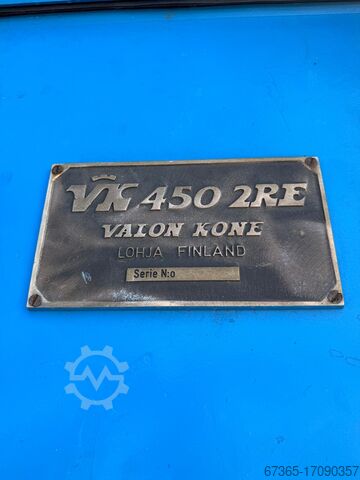 VK 450 2RE
VALON KONE
LOHJA FINLAND
Serie N:o
67365-17090357